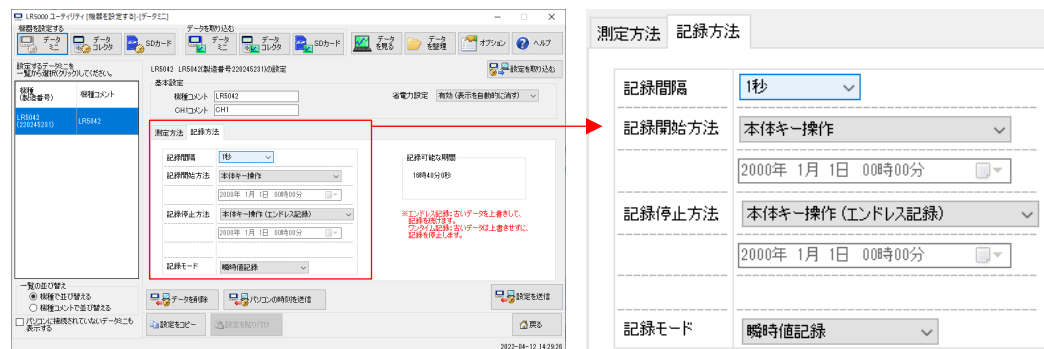 LR5000 ユーティリティ [機器を設定する]-[データミニ]
機器を設定する
データを取り込む
データミニ
データコレクタ
SDカード
データミニ
データコレクタ
SDカード
データを見る
データを整理
オプション
ヘルプ
設定するデータミニを
一覧から選択(クリック)してください。
機種
(製造番号)
機種コメント
LR5042
(220245231)
LR5042
LR5042 LR5042(製造番号220245231)の設定
設定を取り込む
基本設定
機種コメント LR5042
省電力設定 有効 (表示を自動的に消す)
CH1コメント CH1
測定方法 記録方法
記録間隔 1秒
記録開始方法 本体キー操作
2000年 1月 1日 00時00分
記録停止方法 本体キー操作 (エンドレス記録)
2000年 1月 1日 00時00分
記録モード 瞬時値記録
記録可能な期間
16時40分0秒
※エンドレス記録: 古いデータを上書きして、
記録を続けます。
ワンタイム記録: 古いデータは上書きせずに、
記録を停止します。
一覧の並び替え
機種で並び替える
機種コメントで並び替える
パソコンに接続されていないデータミニも
表示する
データを削除
パソコンの時刻を送信
設定を送信
設定をコピー
設定を貼り付け
戻る
2022-04-12 14:29:26
測定方法 記録方法
記録間隔 1秒
記録開始方法 本体キー操作
2000年 1月 1日 00時00分
記録停止方法 本体キー操作 (エンドレス記録)
2000年 1月 1日 00時00分
記録モード 瞬時値記録